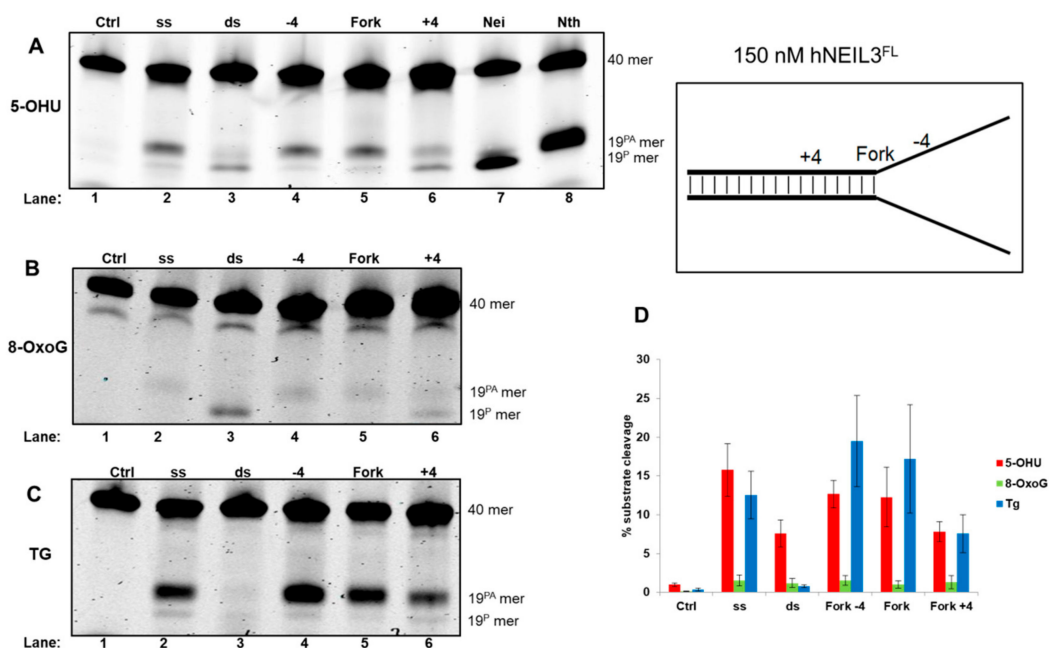 A
Ctrl ss ds -4 Fork +4 Nei Nth
40 mer
5-OHU
19ᴾᴬ mer
19ᴾ mer
Lane: 1 2 3 4 5 6 7 8
150 nM hNEIL3ᶠᴸ
+4 Fork -4
B
Ctrl ss ds -4 Fork +4
40 mer
8-OxoG
19ᴾᴬ mer
19ᴾ mer
Lane: 1 2 3 4 5 6
C
Ctrl ss ds -4 Fork +4
40 mer
TG
19ᴾᴬ mer
19ᴾ mer
Lane: 1 2 3 4 5 6
D
% substrate cleavage
30
25
20
15
10
5
0
Ctrl ss ds Fork -4 Fork Fork +4
5-OHU
8-OxoG
Tg